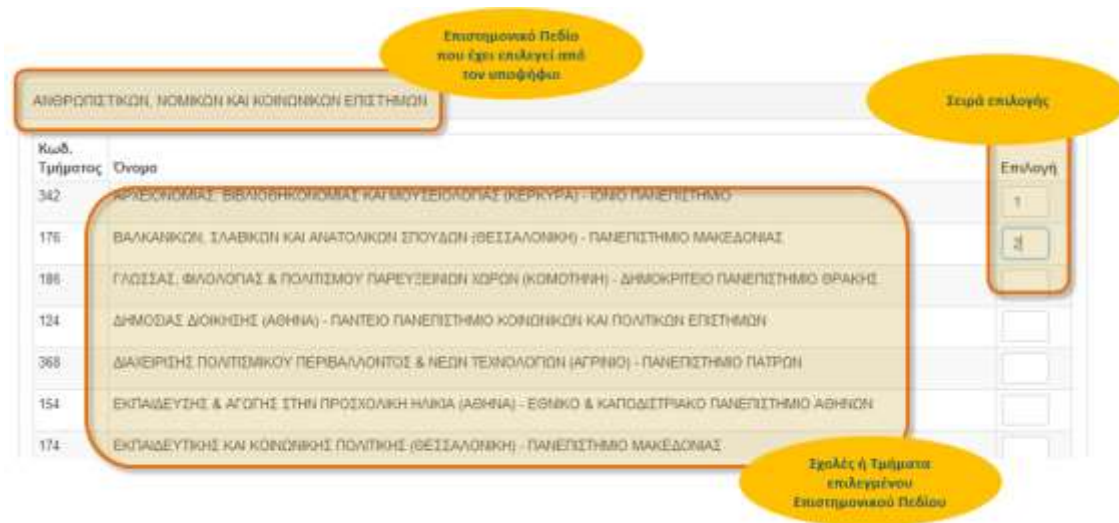 Επιστημονικό Πεδίο
που έχει επιλεγεί από
τον υποψήφιο
ΑΝΘΡΩΠΙΣΤΙΚΩΝ, ΝΟΜΙΚΩΝ ΚΑΙ ΚΟΙΝΩΝΙΚΩΝ ΕΠΙΣΤΗΜΩΝ
Σειρά επιλογής
Κωδ.
Τμήματος Όνομα Επιλογή
342 ΑΡΧΕΙΟΝΟΜΙΑΣ, ΒΙΒΛΙΟΘΗΚΟΝΟΜΙΑΣ ΚΑΙ ΜΟΥΣΕΙΟΛΟΓΙΑΣ (ΚΕΡΚΥΡΑ) - ΙΟΝΙΟ ΠΑΝΕΠΙΣΤΗΜΙΟ 1
176 ΒΑΛΚΑΝΙΚΩΝ, ΣΛΑΒΙΚΩΝ ΚΑΙ ΑΝΑΤΟΛΙΚΩΝ ΣΠΟΥΔΩΝ (ΘΕΣΣΑΛΟΝΙΚΗ) - ΠΑΝΕΠΙΣΤΗΜΙΟ ΜΑΚΕΔΟΝΙΑΣ 2
186 ΓΛΩΣΣΑΣ, ΦΙΛΟΛΟΓΙΑΣ & ΠΟΛΙΤΙΣΜΟΥ ΠΑΡΕΥΞΕΙΝΙΩΝ ΧΩΡΩΝ (ΚΟΜΟΤΗΝΗ) - ΔΗΜΟΚΡΙΤΕΙΟ ΠΑΝΕΠΙΣΤΗΜΙΟ ΘΡΑΚΗΣ
124 ΔΗΜΟΣΙΑΣ ΔΙΟΙΚΗΣΗΣ (ΑΘΗΝΑ) - ΠΑΝΤΕΙΟ ΠΑΝΕΠΙΣΤΗΜΙΟ ΚΟΙΝΩΝΙΚΩΝ ΚΑΙ ΠΟΛΙΤΙΚΩΝ ΕΠΙΣΤΗΜΩΝ
368 ΔΙΑΧΕΙΡΙΣΗΣ ΠΟΛΙΤΙΣΜΙΚΟΥ ΠΕΡΙΒΑΛΛΟΝΤΟΣ & ΝΕΩΝ ΤΕΧΝΟΛΟΓΙΩΝ (ΑΓΡΙΝΙΟ) - ΠΑΝΕΠΙΣΤΗΜΙΟ ΠΑΤΡΩΝ
154 ΕΚΠΑΙΔΕΥΣΗΣ & ΑΓΩΓΗΣ ΣΤΗΝ ΠΡΟΣΧΟΛΙΚΗ ΗΛΙΚΙΑ (ΑΘΗΝΑ) - ΕΘΝΙΚΟ & ΚΑΠΟΔΙΣΤΡΙΑΚΟ ΠΑΝΕΠΙΣΤΗΜΙΟ ΑΘΗΝΩΝ
174 ΕΚΠΑΙΔΕΥΤΙΚΗΣ ΚΑΙ ΚΟΙΝΩΝΙΚΗΣ ΠΟΛΙΤΙΚΗΣ (ΘΕΣΣΑΛΟΝΙΚΗ) - ΠΑΝΕΠΙΣΤΗΜΙΟ ΜΑΚΕΔΟΝΙΑΣ
Σχολές ή Τμήματα
επιλεγμένου
Επιστημονικού Πεδίου